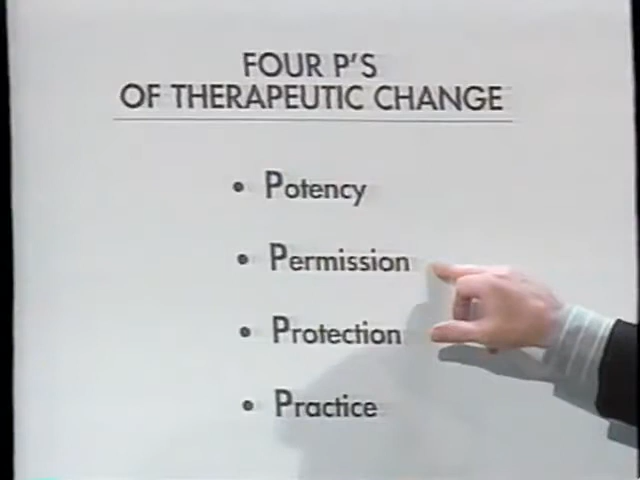 FOUR P'S
OF THERAPEUTIC CHANGE
• Potency
• Permission
• Protection
• Practice